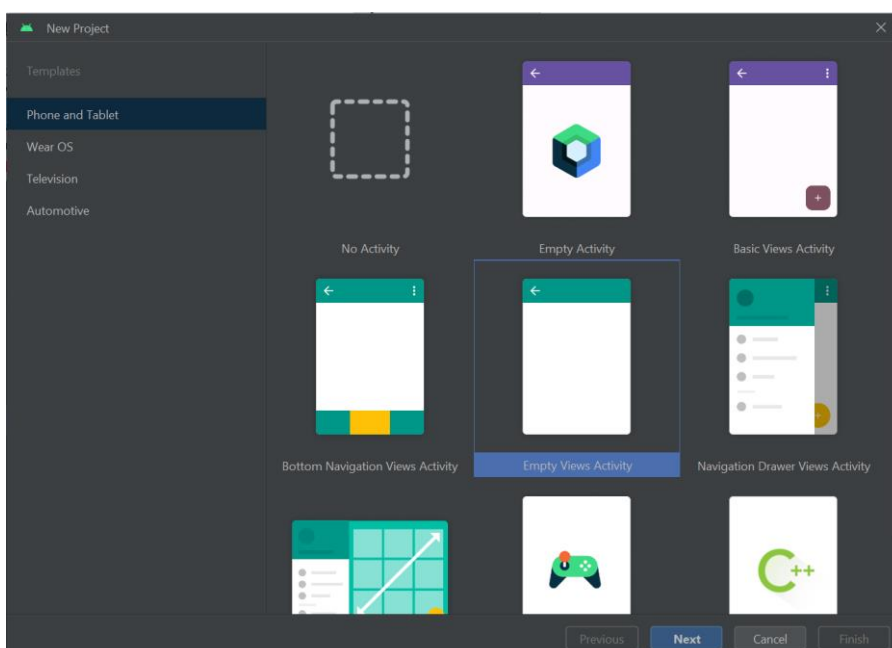 New Project
Templates
Phone and Tablet
Wear OS
Television
Automotive
No Activity
Empty Activity
Basic Views Activity
Bottom Navigation Views Activity
Empty Views Activity
Navigation Drawer Views Activity
C++
Previous
Next
Cancel
Finish